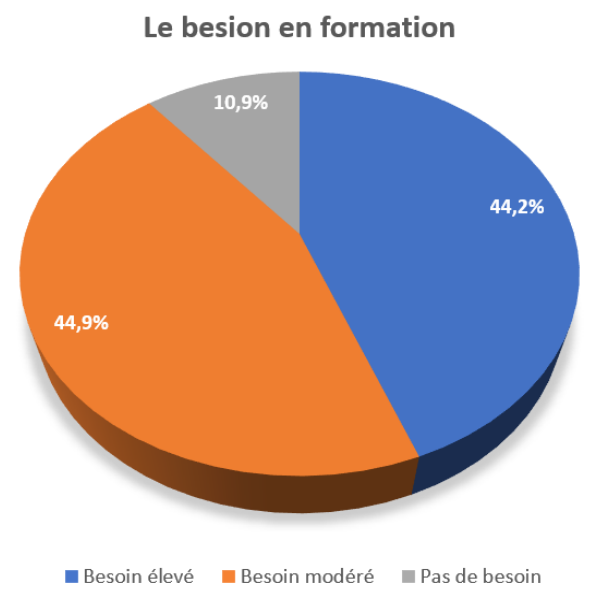 Le besion en formation
10,9%
44,2%
44,9%
Besoin élevé Besoin modéré Pas de besoin